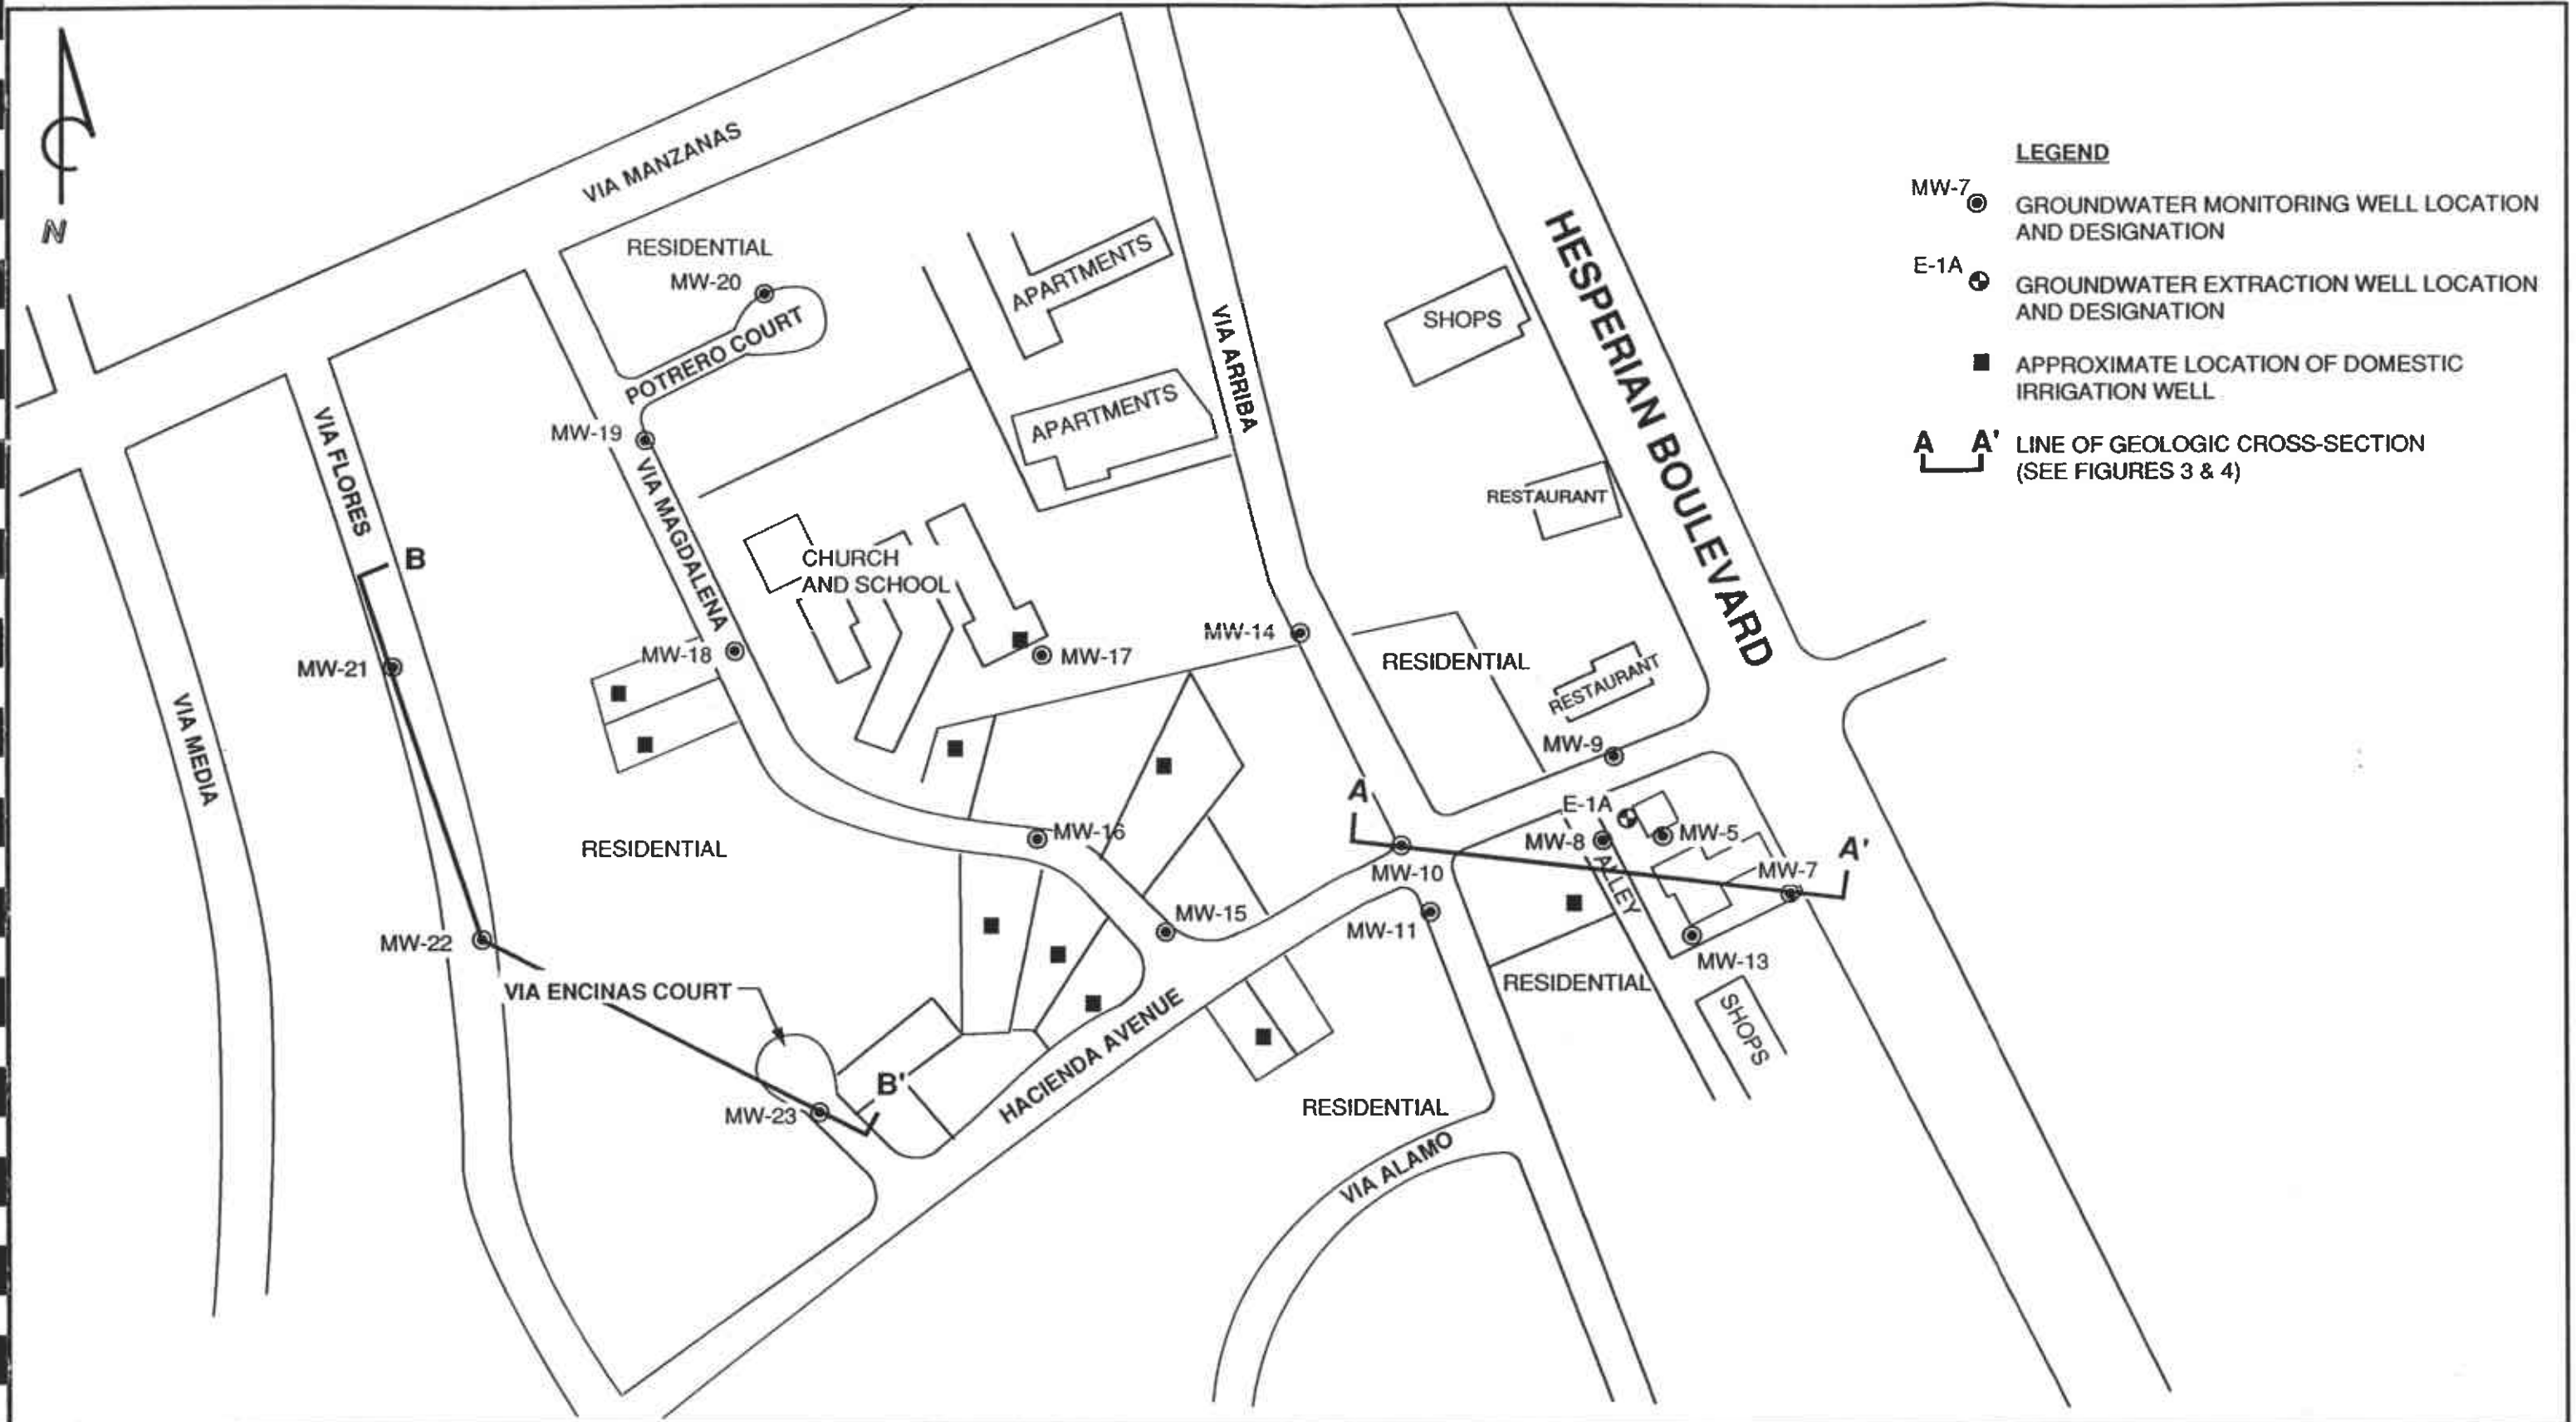 N
VIA MANZANAS
RESIDENTIAL
MW-20
POTRERO COURT
APARTMENTS
APARTMENTS
VIA ARRIBA
SHOPS
HESPERIAN BOULEVARD
LEGEND
MW-7
GROUNDWATER MONITORING WELL LOCATION
AND DESIGNATION
E-1A
GROUNDWATER EXTRACTION WELL LOCATION
AND DESIGNATION
APPROXIMATE LOCATION OF DOMESTIC
IRRIGATION WELL
A A' LINE OF GEOLOGIC CROSS-SECTION
(SEE FIGURES 3 & 4)
MW-19
VIA FLORES
VIA MAGDALENA
RESTAURANT
B
CHURCH
AND SCHOOL
MW-21
MW-18
MW-17
MW-14
RESIDENTIAL
RESTAURANT
VIA MEDIA
MW-9
A
E-1A
RESIDENTIAL
MW-16
MW-8
MW-5
A'
MW-10
ALLEY
MW-7
MW-22
MW-15
MW-11
MW-13
VIA ENCINAS COURT
RESIDENTIAL
SHOPS
B'
MW-23
HACIENDA AVENUE
RESIDENTIAL
VIA ALAMO